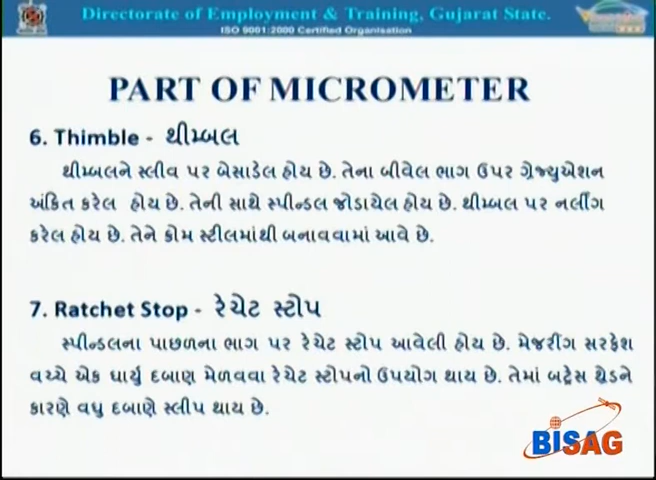 Directorate of Employment & Training, Gujarat State.
ISO 9001:2000 Certified Organisation
PART OF MICROMETER
6. Thimble - થીમ્બલ
થીમ્બલને સ્લીવ પર બેસાડેલ હોય છે. તેના બીવેલ ભાગ ઉપર ગ્રેજ્યુએશન
અંકિત કરેલ હોય છે. તેની સાથે સ્પીન્ડલ જોડાયેલ હોય છે. થીમ્બલ પર નર્લીંગ
કરેલ હોય છે. તેને ક્રોમ સ્ટીલમાંથી બનાવવામાં આવે છે.
7. Ratchet Stop - રેચેટ સ્ટોપ
સ્પીન્ડલના પાછળના ભાગ પર રેચેટ સ્ટોપ આવેલી હોય છે. મેજરીંગ સરફેશ
વચ્ચે એક ધાર્યુ દબાણ મેળવવા રેચેટ સ્ટોપનો ઉપયોગ થાય છે. તેમાં બટ્રેસ થ્રેડને
કારણે વધુ દબાણે સ્લીપ થાય છે.
BISAG